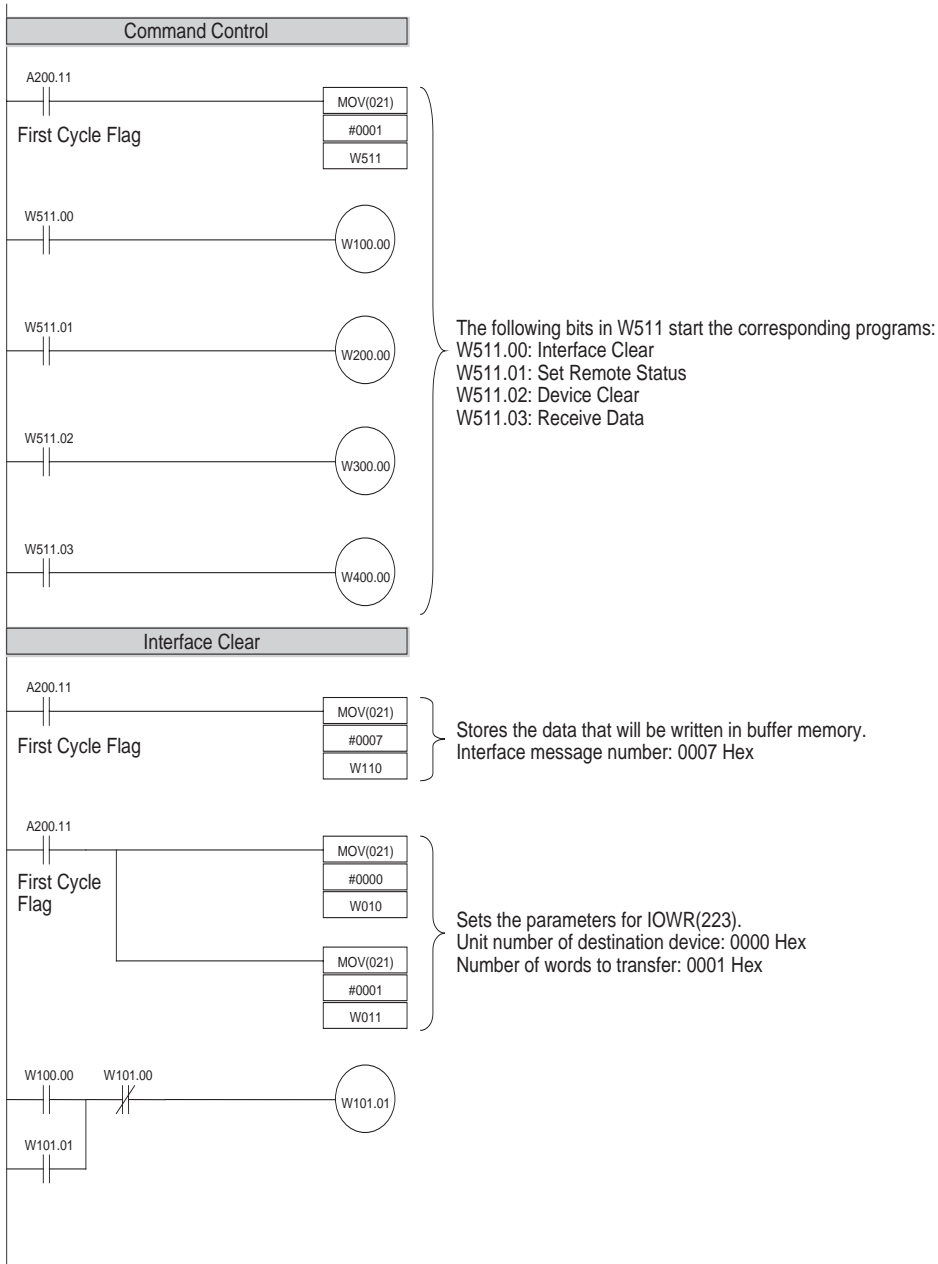 Command Control
A200.11
First Cycle Flag
MOV(021)
#0001
W511
W511.00
W100.00
W511.01
W200.00
W511.02
W300.00
W511.03
W400.00
The following bits in W511 start the corresponding programs:
W511.00: Interface Clear
W511.01: Set Remote Status
W511.02: Device Clear
W511.03: Receive Data
Interface Clear
A200.11
First Cycle Flag
MOV(021)
#0007
W110
Stores the data that will be written in buffer memory.
Interface message number: 0007 Hex
A200.11
First Cycle
Flag
MOV(021)
#0000
W010
MOV(021)
#0001
W011
Sets the parameters for IOWR(223).
Unit number of destination device: 0000 Hex
Number of words to transfer: 0001 Hex
W100.00
W101.00
W101.01
W101.01